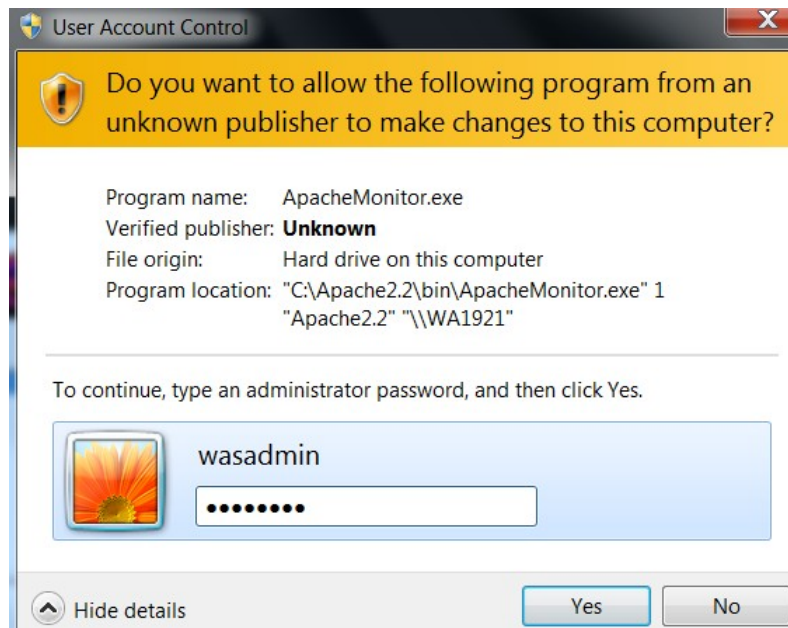 User Account Control
Do you want to allow the following program from an
unknown publisher to make changes to this computer?
Program name: ApacheMonitor.exe
Verified publisher: Unknown
File origin: Hard drive on this computer
Program location: "C:\Apache2.2\bin\ApacheMonitor.exe" 1
"Apache2.2" "\\WA1921"
To continue, type an administrator password, and then click Yes.
wasadmin
••••••••
Hide details Yes No